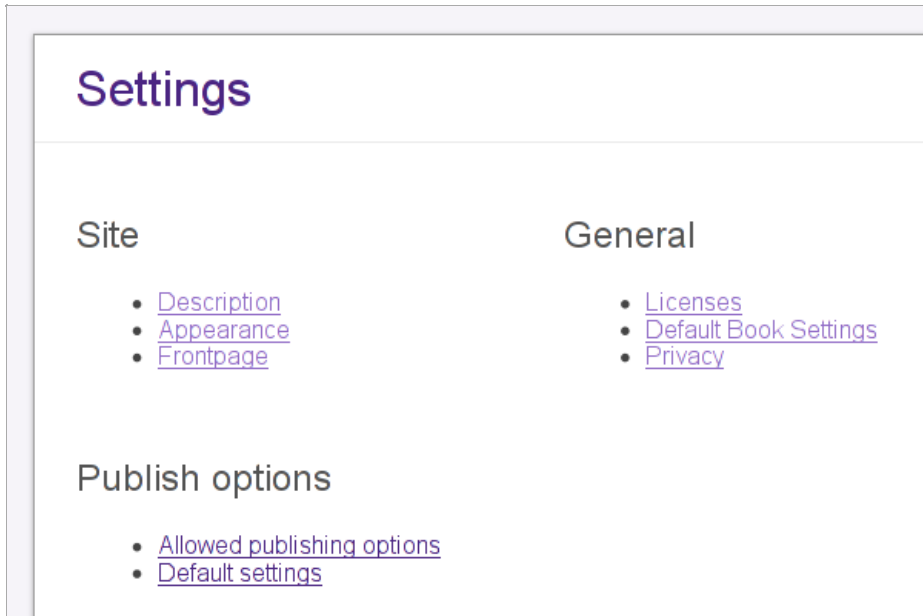 Settings
Site
Description
Appearance
Frontpage
General
Licenses
Default Book Settings
Privacy
Publish options
Allowed publishing options
Default settings